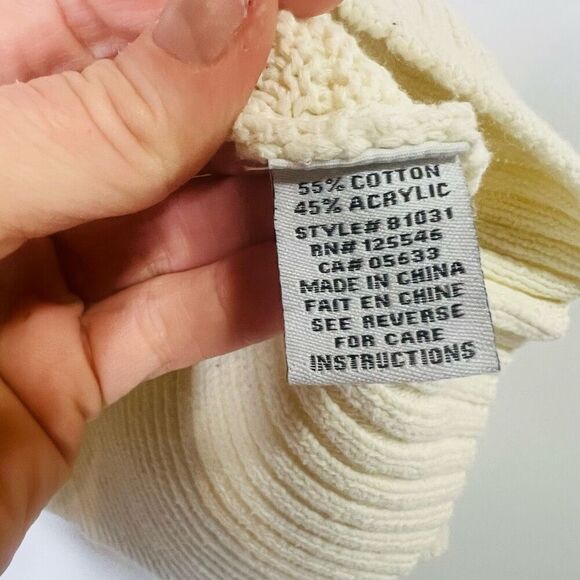 55% COTTON
45% ACRYLIC
STYLE# 81031
RN# 125546
CA# 05633
MADE IN CHINA
FAIT EN CHINE
SEE REVERSE
FOR CARE
INSTRUCTIONS